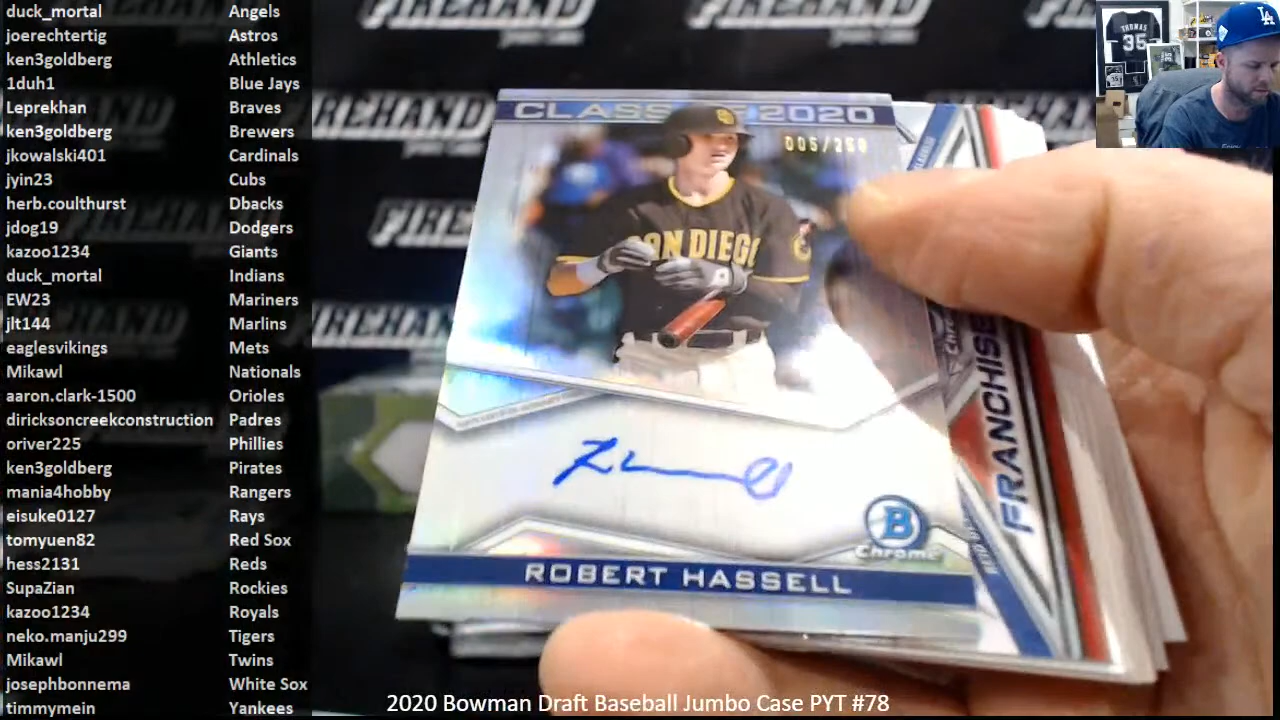 duck_mortal Angels
joerechtertig Astros
ken3goldberg Athletics
1duh1 Blue Jays
Leprekhan Braves
ken3goldberg Brewers
jkowalski401 Cardinals
jyin23 Cubs
herb.coulthurst Dbacks
jdog19 Dodgers
kazoo1234 Giants
duck_mortal Indians
EW23 Mariners
jlt144 Marlins
eaglesvikings Mets
Mikawl Nationals
aaron.clark-1500 Orioles
diricksoncreekconstruction Padres
oriver225 Phillies
ken3goldberg Pirates
mania4hobby Rangers
eisuke0127 Rays
tomyuen82 Red Sox
hess2131 Reds
SupaZian Rockies
kazoo1234 Royals
neko.manju299 Tigers
Mikawl Twins
josephbonnema White Sox
timmymein Yankees
FIREHAND
THOMAS
35
LA
CLASS 2020
005/250
SAN DIEGO
B
Chrome
ROBERT HASSELL
FRANCHISE
2020 Bowman Draft Baseball Jumbo Case PYT #78